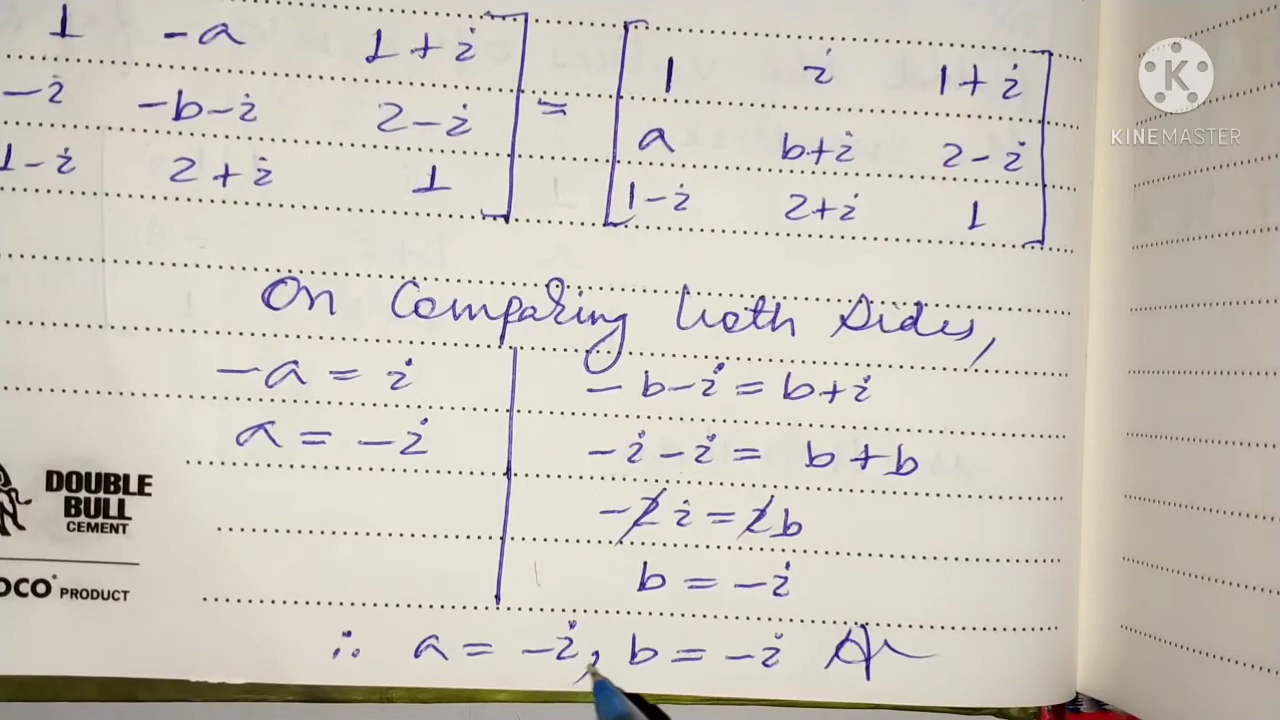 1 -a 1+i 1 i 1+i
-i -b-i 2-i = a b+i 2-i
1-i 2+i 1 1-i 2+i 1
KINEMASTER
On Comparing both sides,
-a = i
a = -i
-b-i = b+i
-i-i = b+b
-2i = 2b
b = -i
∴ a = -i, b = -i
DOUBLE
BULL
CEMENT
OCO® PRODUCT